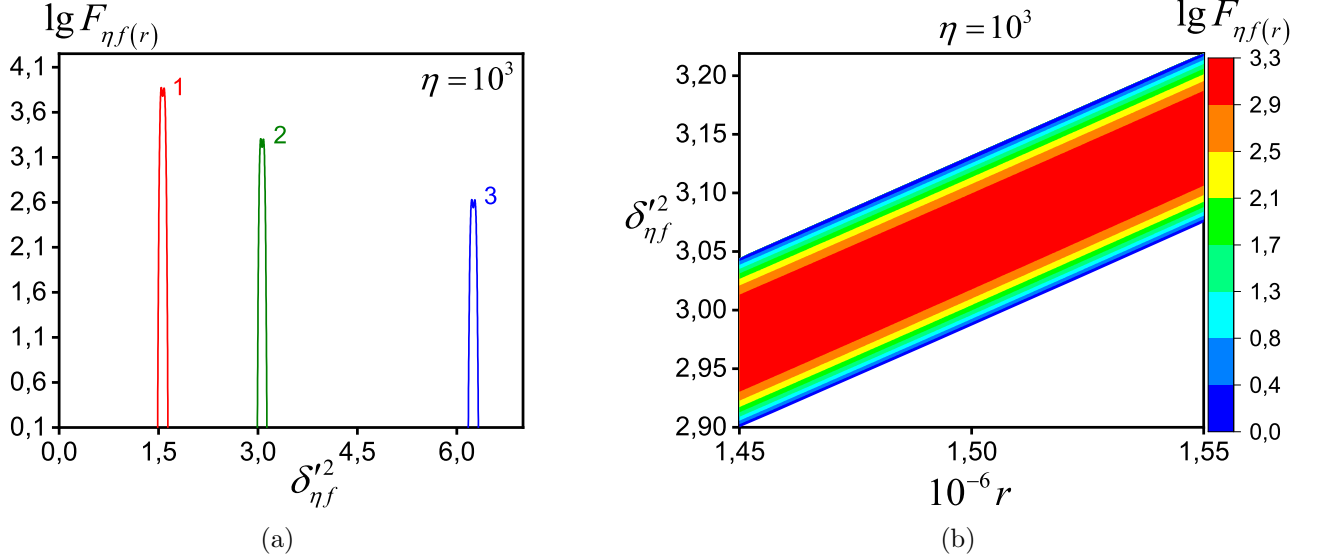 lg F_{ηf(r)}
4,1
3,6
3,1
2,6
2,1
1,6
1,1
0,6
0,1
η = 10³
1
2
3
0,0 1,5 3,0 4,5 6,0
δ′²_{ηf}
(a)
η = 10³
lg F_{ηf(r)}
3,20
3,15
3,10
3,05
3,00
2,95
2,90
δ′²_{ηf}
1,45 1,50 1,55
10⁻⁶ r
3,3
2,9
2,5
2,1
1,7
1,3
0,8
0,4
0,0
(b)